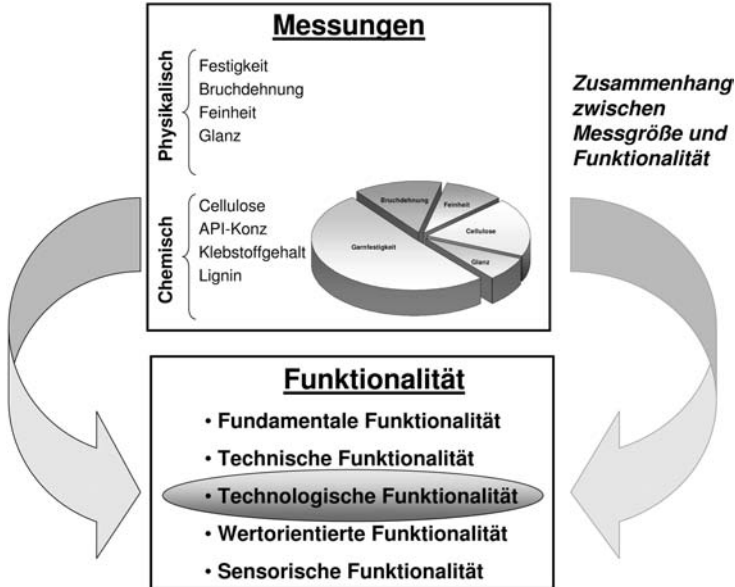 Messungen
Physikalisch
Festigkeit
Bruchdehnung
Feinheit
Glanz
Chemisch
Cellulose
API-Konz
Klebstoffgehalt
Lignin
Bruchdehnung
Feinheit
Cellulose
Glanz
Garnfestigkeit
Zusammenhang
zwischen
Messgröße und
Funktionalität
Funktionalität
• Fundamentale Funktionalität
• Technische Funktionalität
• Technologische Funktionalität
• Wertorientierte Funktionalität
• Sensorische Funktionalität